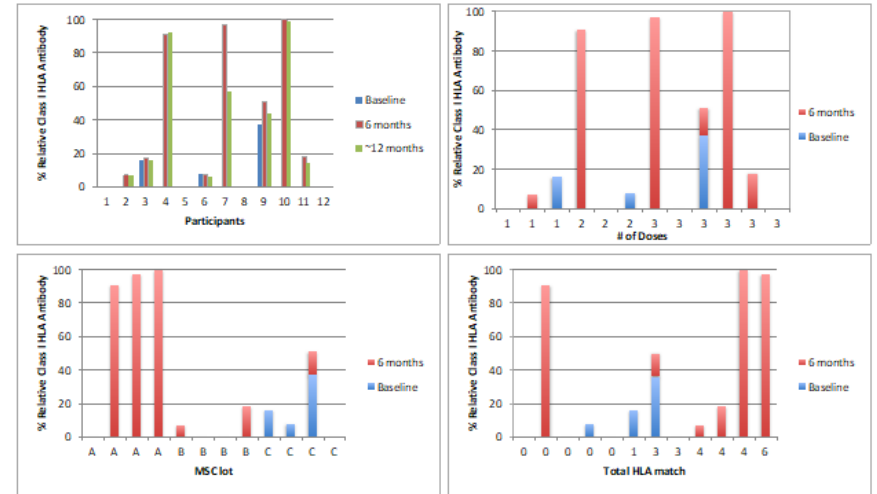 % Relative Class I HLA Antibody
100
80
60
40
20
0
1 2 3 4 5 6 7 8 9 10 11 12
Participants
Baseline
6 months
~12 months
% Relative Class I HLA Antibody
100
80
60
40
20
0
1 1 1 2 2 2 3 3 3 3 3 3
# of Doses
6 months
Baseline
% Relative Class I HLA Antibody
100
80
60
40
20
0
A A A A B B B B C C C C
MSC lot
6 months
Baseline
% Relative Class I HLA Antibody
100
80
60
40
20
0
0 0 0 0 0 1 3 3 4 4 4 6
Total HLA match
6 months
Baseline